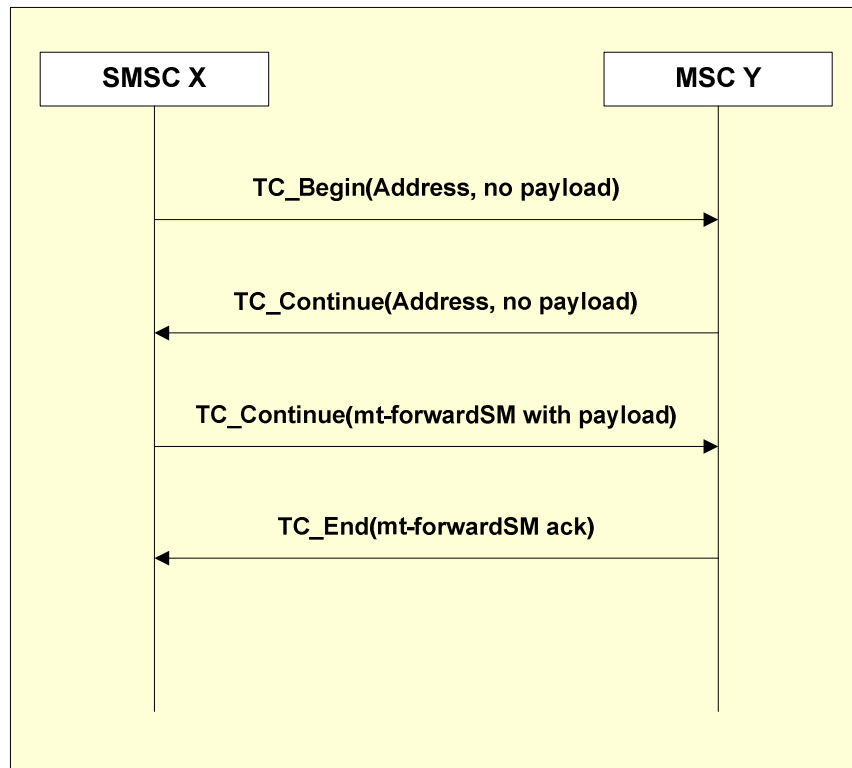 SMSC X
MSC Y
TC_Begin(Address, no payload)
TC_Continue(Address, no payload)
TC_Continue(mt-forwardSM with payload)
TC_End(mt-forwardSM ack)